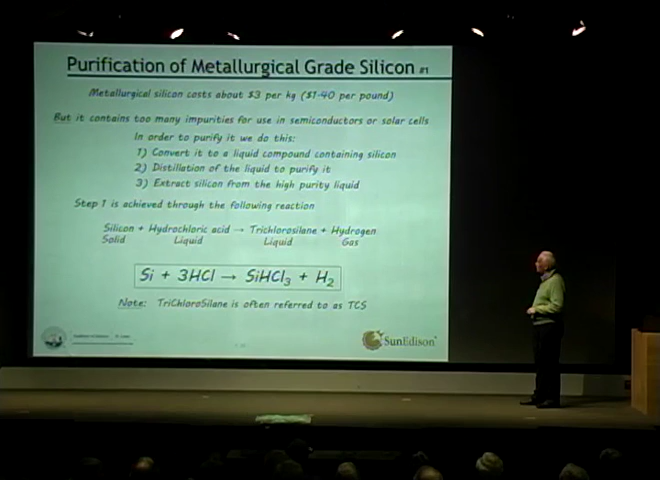 Purification of Metallurgical Grade Silicon #1
Metallurgical silicon costs about $3 per kg ($1-40 per pound)
But it contains too many impurities for use in semiconductors or solar cells
In order to purify it we do this:
1) Convert it to a liquid compound containing silicon
2) Distillation of the liquid to purify it
3) Extract silicon from the high purity liquid
Step 1 is achieved through the following reaction
Silicon + Hydrochloric acid → Trichlorosilane + Hydrogen
Solid Liquid Liquid Gas
Si + 3HCl → SiHCl₃ + H₂
Note: TriChloroSilane is often referred to as TCS
SunEdison